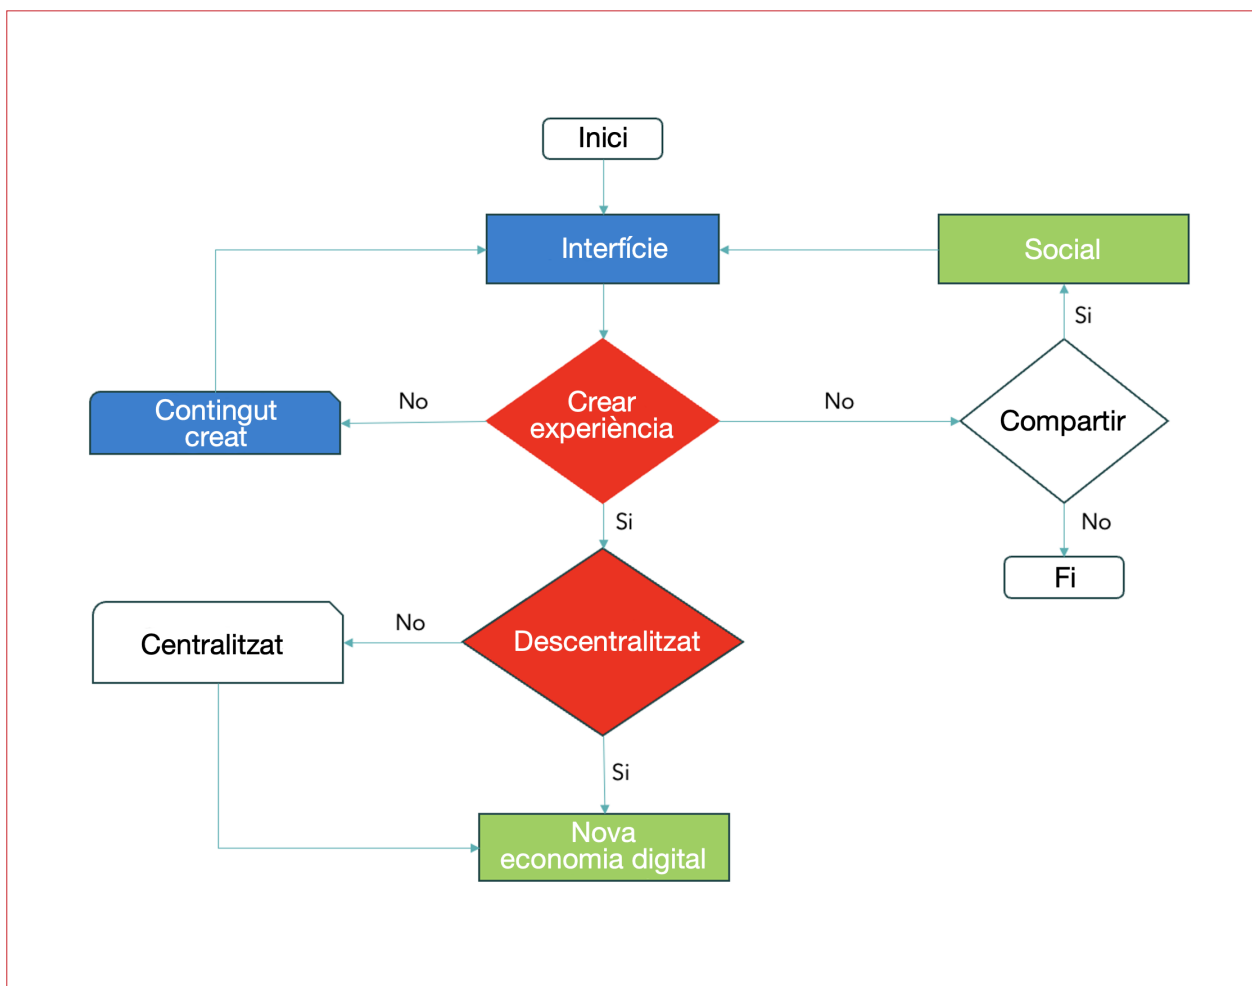 Inici
Interfície
Social
Si
Contingut
creat
No
Crear
experiència
No
Compartir
Si
No
Fi
Centralitzat
No
Descentralitzat
Si
Nova
economia digital